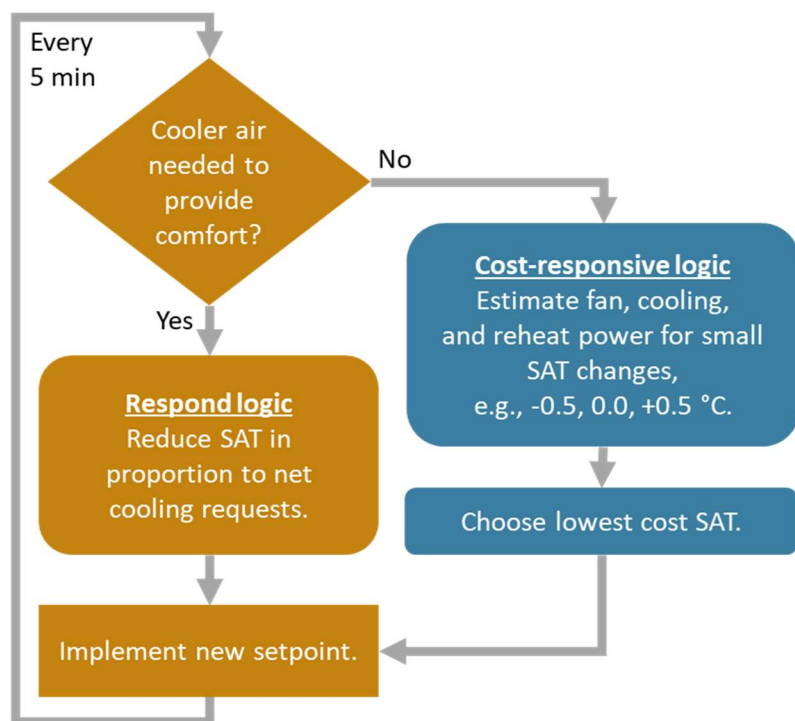 Every
5 min
Cooler air
needed to
provide
comfort?
No
Yes
Cost-responsive logic
Estimate fan, cooling,
and reheat power for small
SAT changes,
e.g., -0.5, 0.0, +0.5 °C.
Respond logic
Reduce SAT in
proportion to net
cooling requests.
Choose lowest cost SAT.
Implement new setpoint.